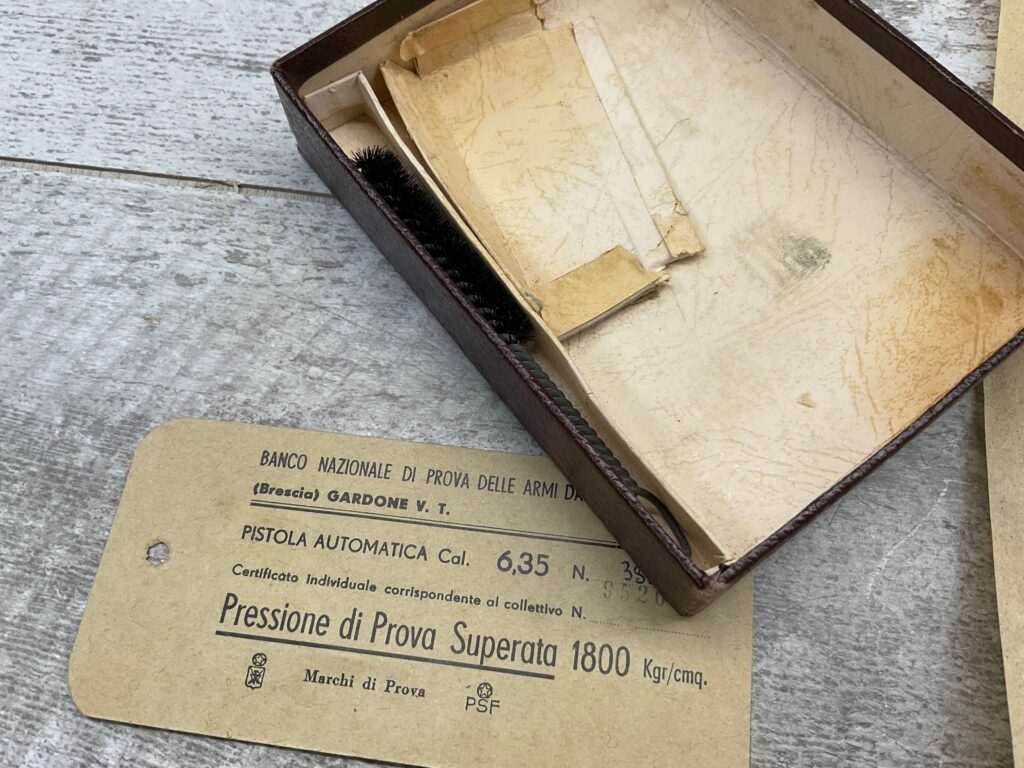 BANCO NAZIONALE DI PROVA DELLE ARMI DA
(Brescia) GARDONE V. T.
PISTOLA AUTOMATICA Cal. 6,35 N.
Certificato Individuale corrispondente al collettivo N.
Pressione di Prova Superata 1800 Kgr/cmq.
Marchi di Prova PSF